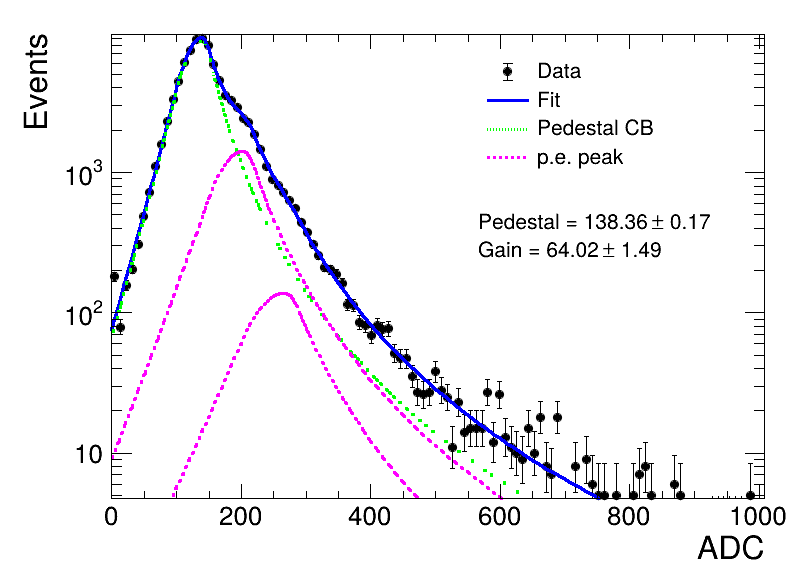 Events
Data
Fit
Pedestal CB
p.e. peak
Pedestal = 138.36 ± 0.17
Gain = 64.02 ± 1.49
10³
10²
10
0 200 400 600 800 1000
ADC